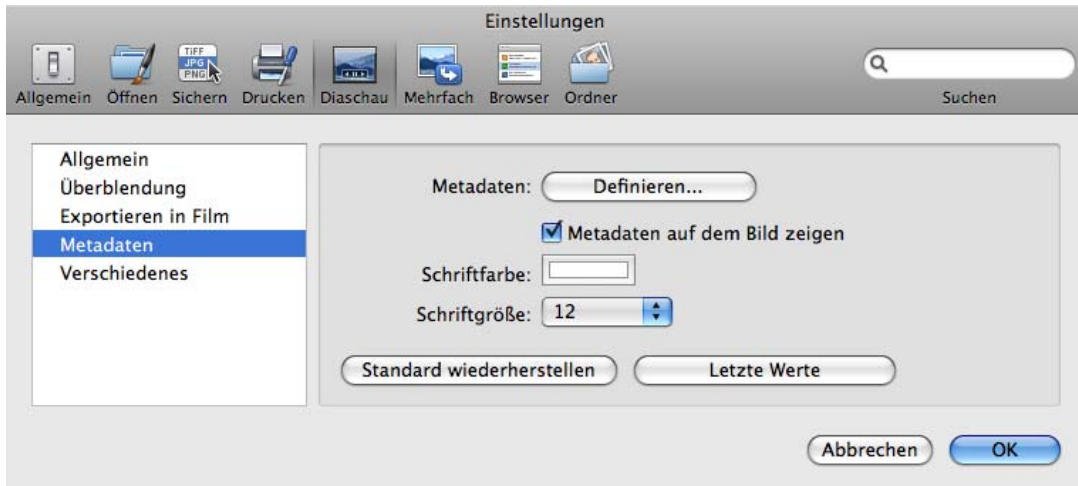 Einstellungen
TIFF
JPG
PNG
Allgemein Öffnen Sichern Drucken Diaschau Mehrfach Browser Ordner Suchen
Allgemein
Überblendung
Exportieren in Film
Metadaten
Verschiedenes
Metadaten: Definieren...
Metadaten auf dem Bild zeigen
Schriftfarbe:
Schriftgröße: 12
Standard wiederherstellen Letzte Werte
Abbrechen OK